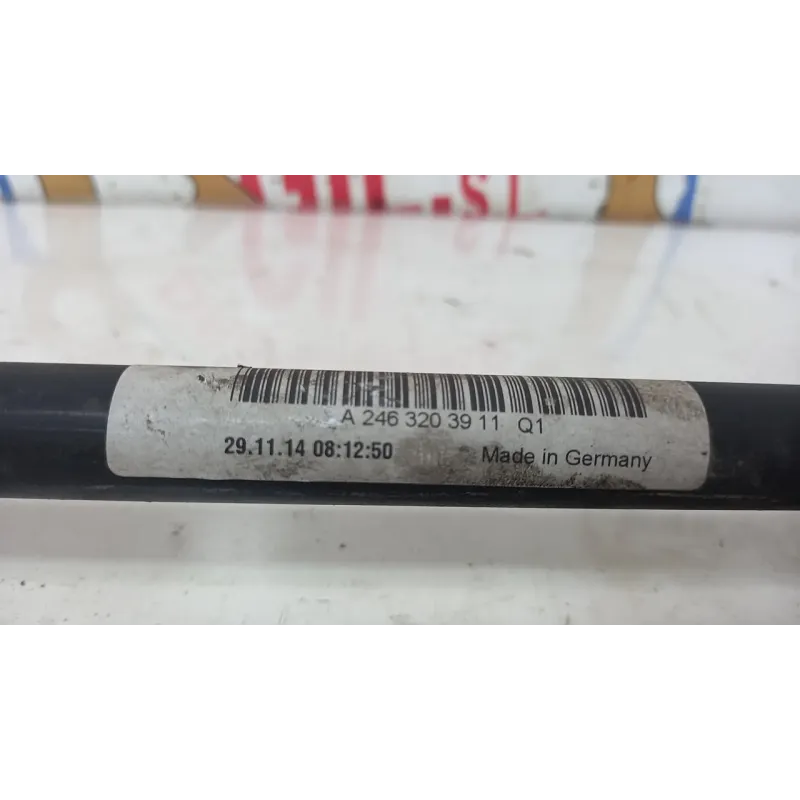 A 246 320 39 11 Q1
29.11.14 08:12:50
Made in Germany